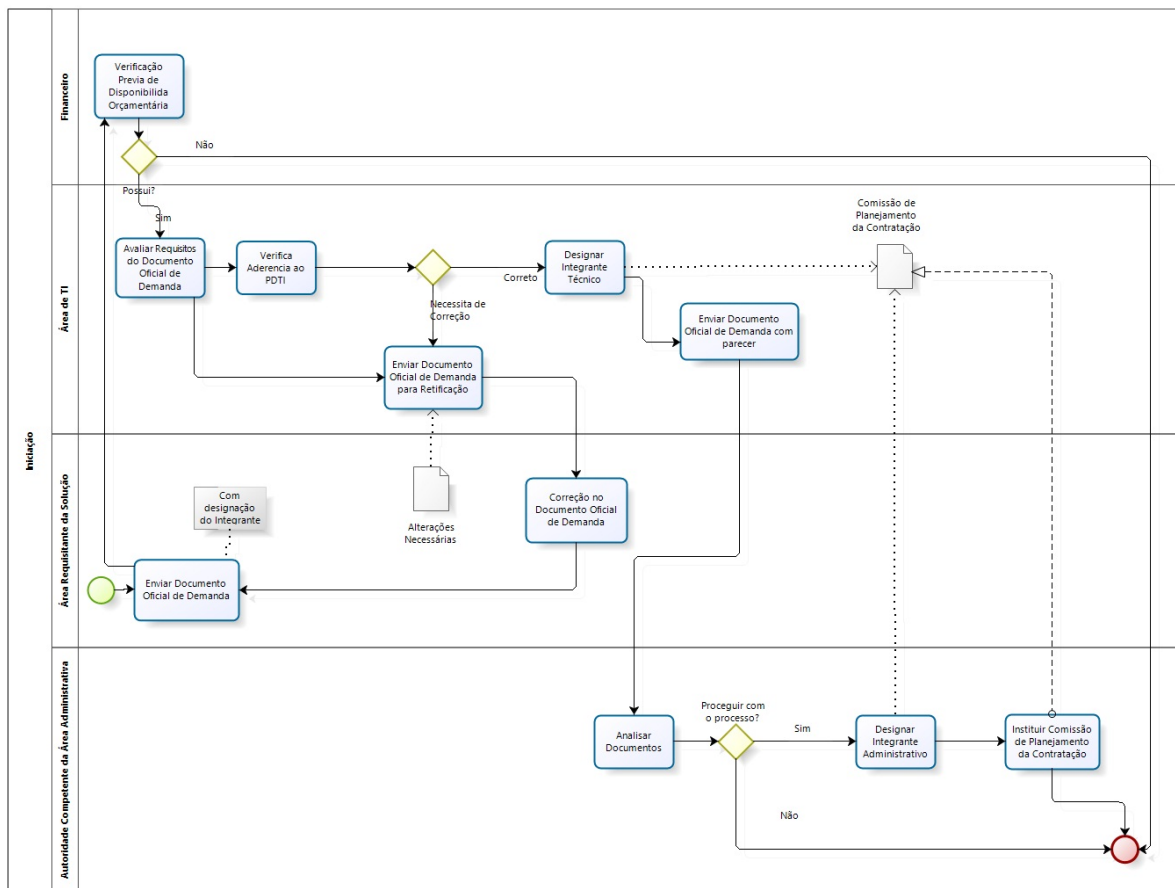 Iniciação
Financeiro
Verificação
Previa de
Disponibilida
Orçamentária
Não
Possui?
Sim
Área de TI
Avaliar Requisitos
do Documento
Oficial de
Demanda
Verifica
Aderencia ao
PDTI
Correto
Necessita de
Correção
Designar
Integrante
Técnico
Comissão de
Planejamento
da Contratação
Enviar Documento
Oficial de Demanda com
parecer
Enviar Documento
Oficial de Demanda
para Retificação
Área Requisitante da Solução
Com
designação
do Integrante
Alterações
Necessárias
Correção no
Documento Oficial
de Demanda
Enviar Documento
Oficial de Demanda
Autoridade Competente da Área Administrativa
Analisar
Documentos
Proceguir com
o processo?
Sim
Não
Designar
Integrante
Administrativo
Instituir Comissão
de Planejamento
da Contratação